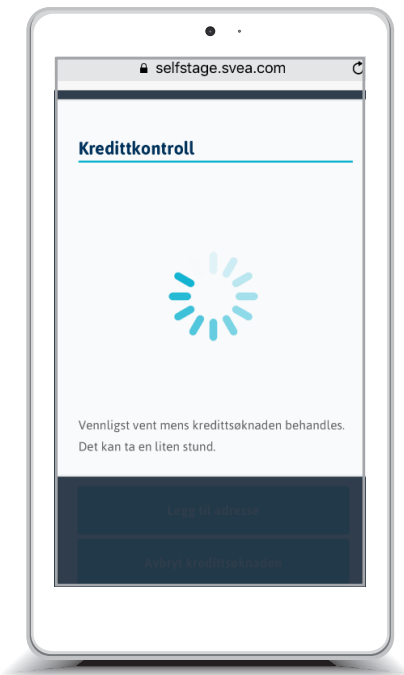 selfstage.svea.com
Kredittkontroll
Vennligst vent mens kredittsøknaden behandles.
Det kan ta en liten stund.
Legg til adresse
Avbryt kredittsøknaden